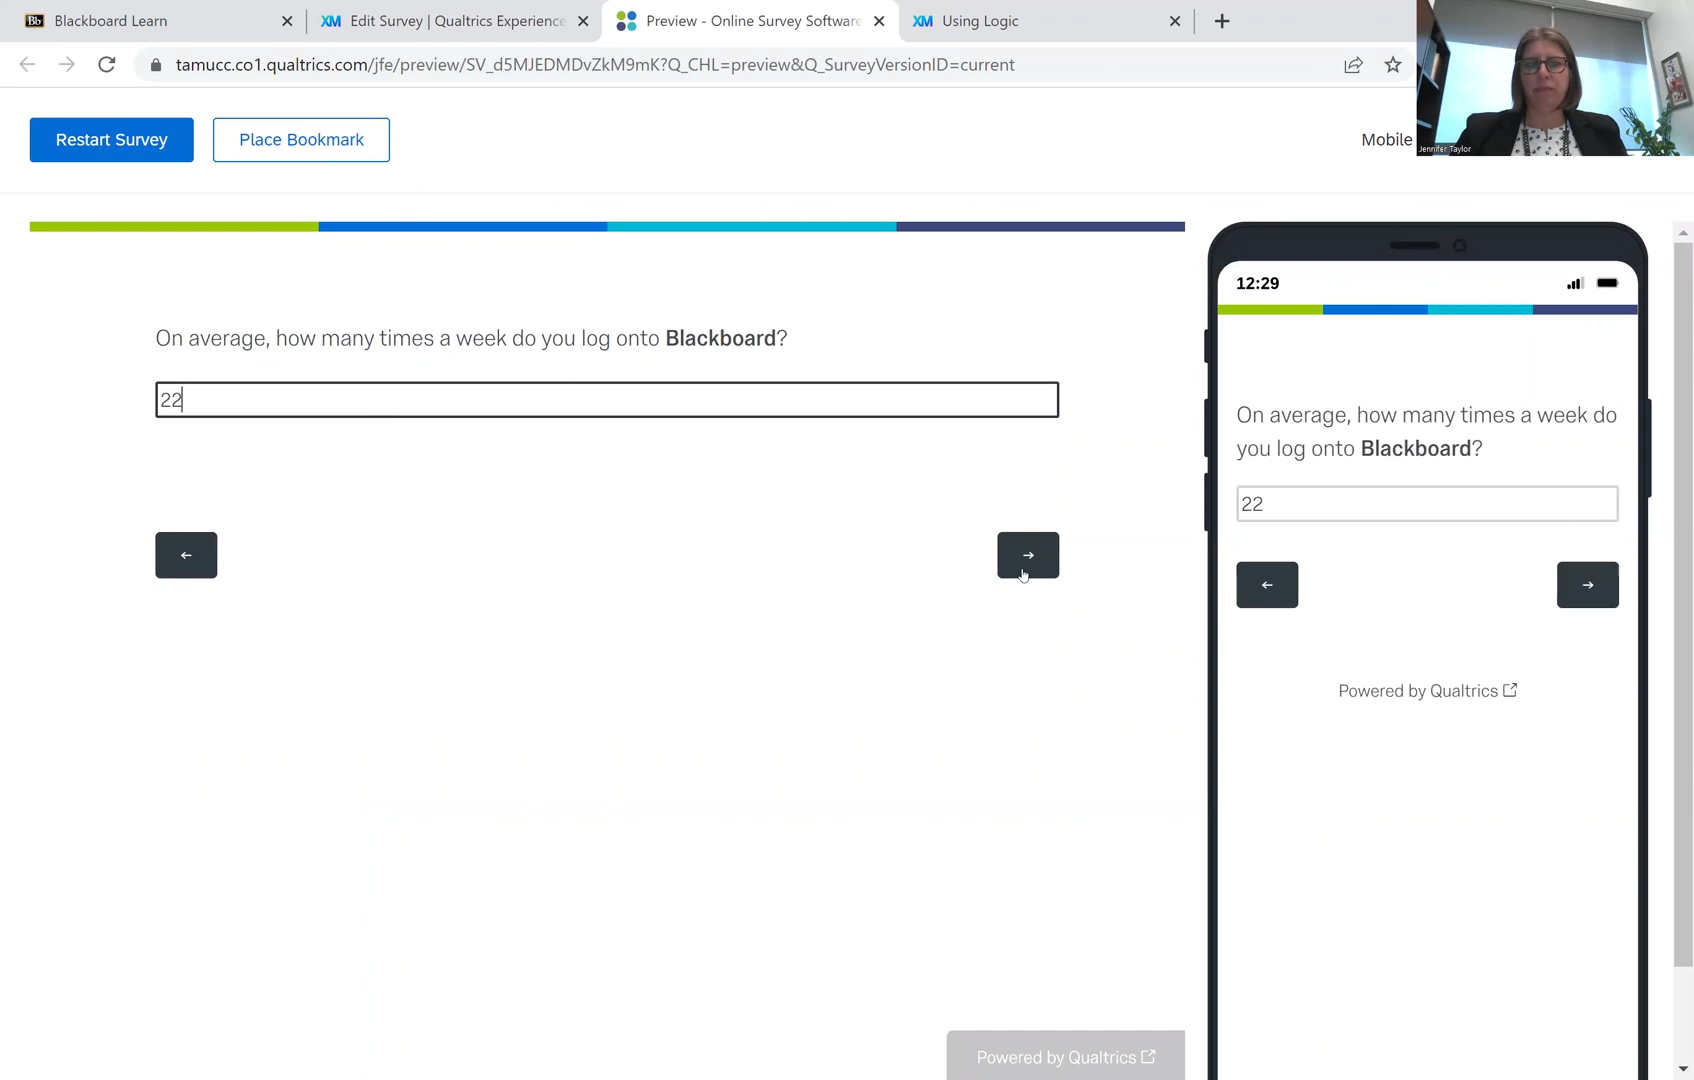 Bb Blackboard Learn
XM Edit Survey | Qualtrics Experience
Preview - Online Survey Software
XM Using Logic
tamucc.co1.qualtrics.com/jfe/preview/SV_d5MJEDMDvZkM9mK?Q_CHL=preview&Q_SurveyVersionID=current
Restart Survey
Place Bookmark
Mobile
Jennifer Taylor
On average, how many times a week do you log onto Blackboard?
22
12:29
On average, how many times a week do
you log onto Blackboard?
22
Powered by Qualtrics
Powered by Qualtrics